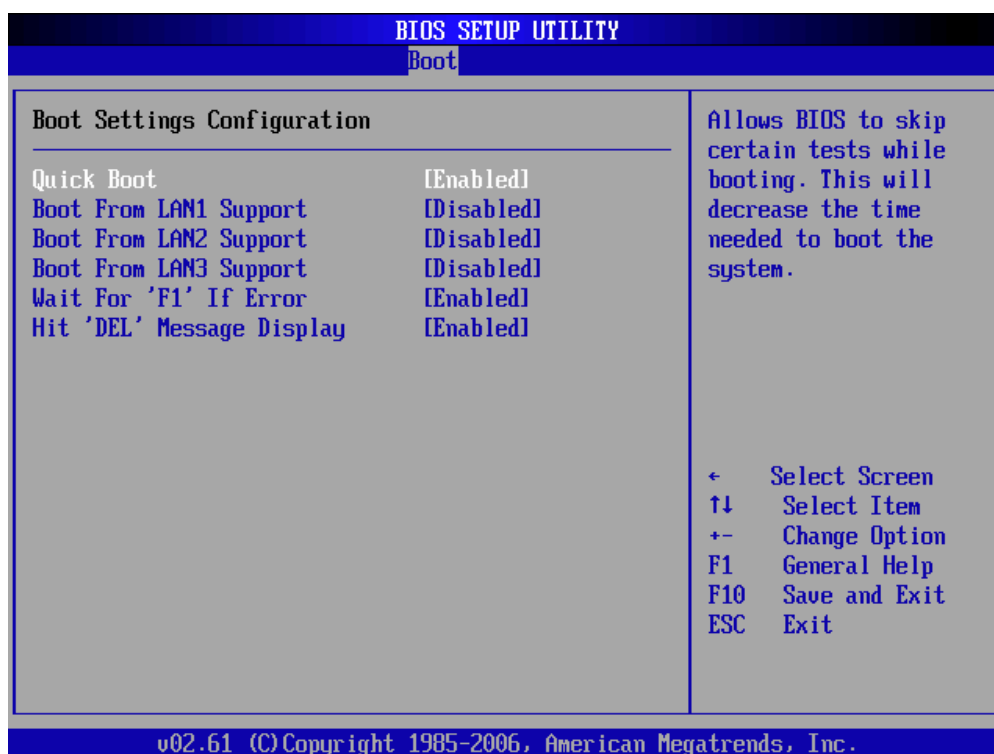 BIOS SETUP UTILITY
Boot
Boot Settings Configuration
Quick Boot [Enabled]
Boot From LAN1 Support [Disabled]
Boot From LAN2 Support [Disabled]
Boot From LAN3 Support [Disabled]
Wait For 'F1' If Error [Enabled]
Hit 'DEL' Message Display [Enabled]
Allows BIOS to skip
certain tests while
booting. This will
decrease the time
needed to boot the
system.
← Select Screen
↑↓ Select Item
+- Change Option
F1 General Help
F10 Save and Exit
ESC Exit
v02.61 (C)Copyright 1985-2006, American Megatrends, Inc.